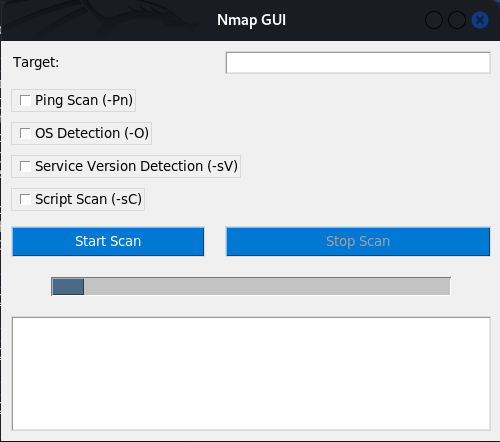 Nmap GUI
Target:
Ping Scan (-Pn)
OS Detection (-O)
Service Version Detection (-sV)
Script Scan (-sC)
Start Scan Stop Scan